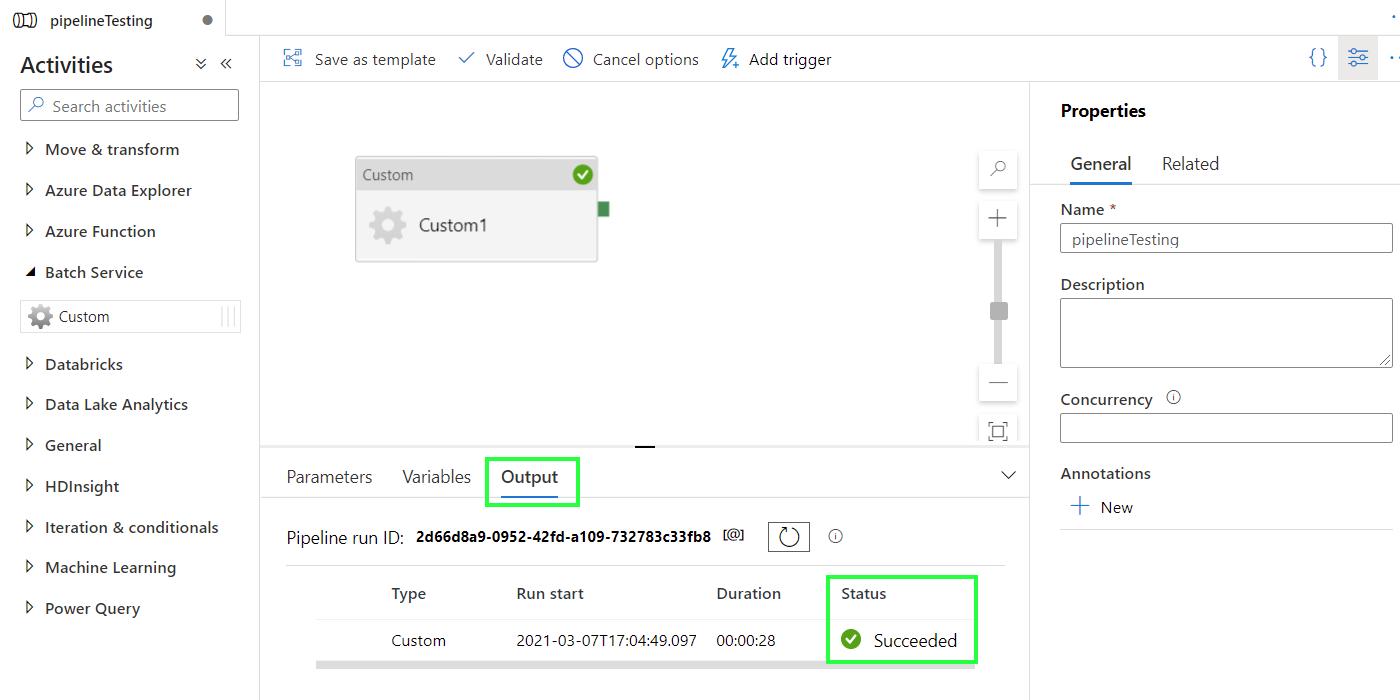 pipelineTesting
Activities
Search activities
Move & transform
Azure Data Explorer
Azure Function
Batch Service
Custom
Databricks
Data Lake Analytics
General
HDInsight
Iteration & conditionals
Machine Learning
Power Query
Save as template Validate Cancel options Add trigger
{}
Custom
Custom1
Parameters Variables Output
Pipeline run ID: 2d66d8a9-0952-42fd-a109-732783c33fb8 [@]
Type Run start Duration Status
Custom 2021-03-07T17:04:49.097 00:00:28 Succeeded
Properties
General Related
Name *
pipelineTesting
Description
Concurrency
Annotations
New